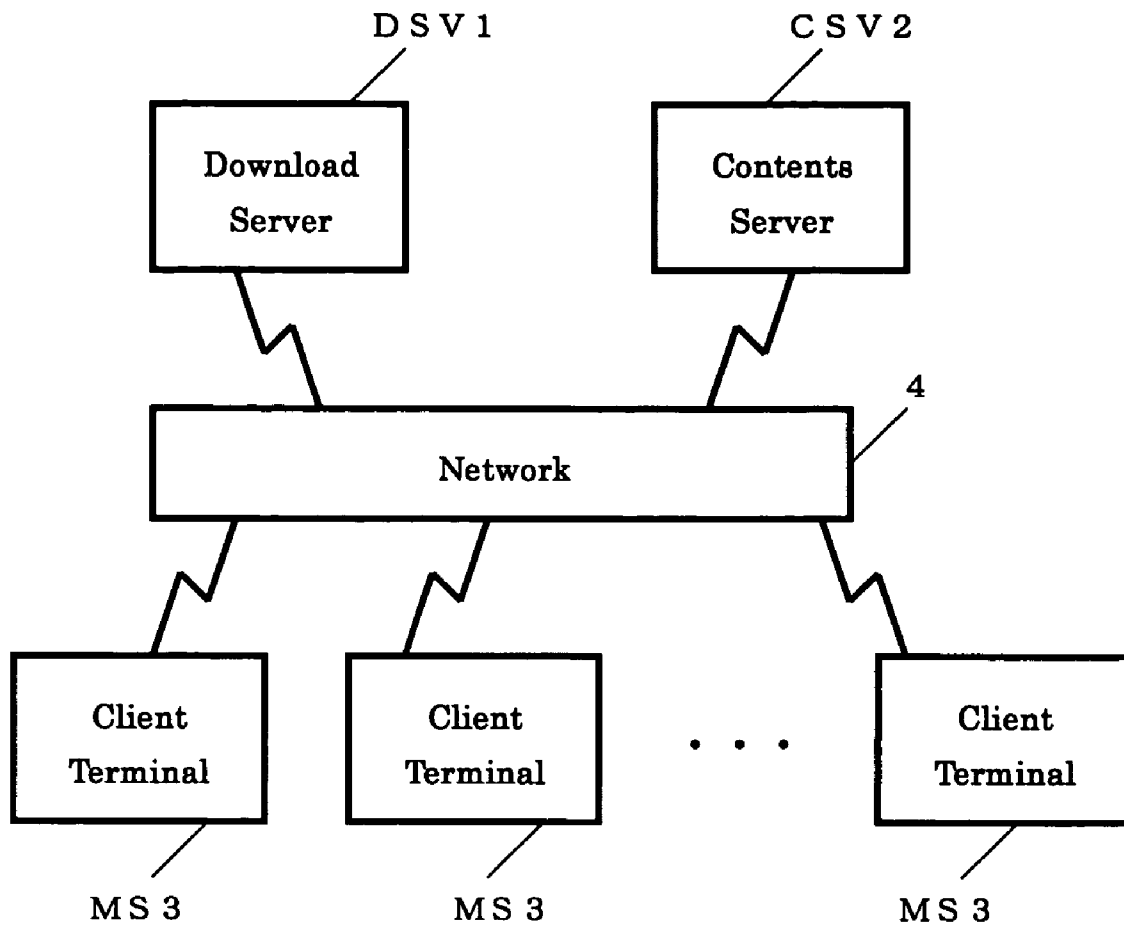 DSV1
CSV2
Download
Server
Contents
Server
4
Network
Client
Terminal
Client
Terminal
. . .
Client
Terminal
MS3
MS3
MS3